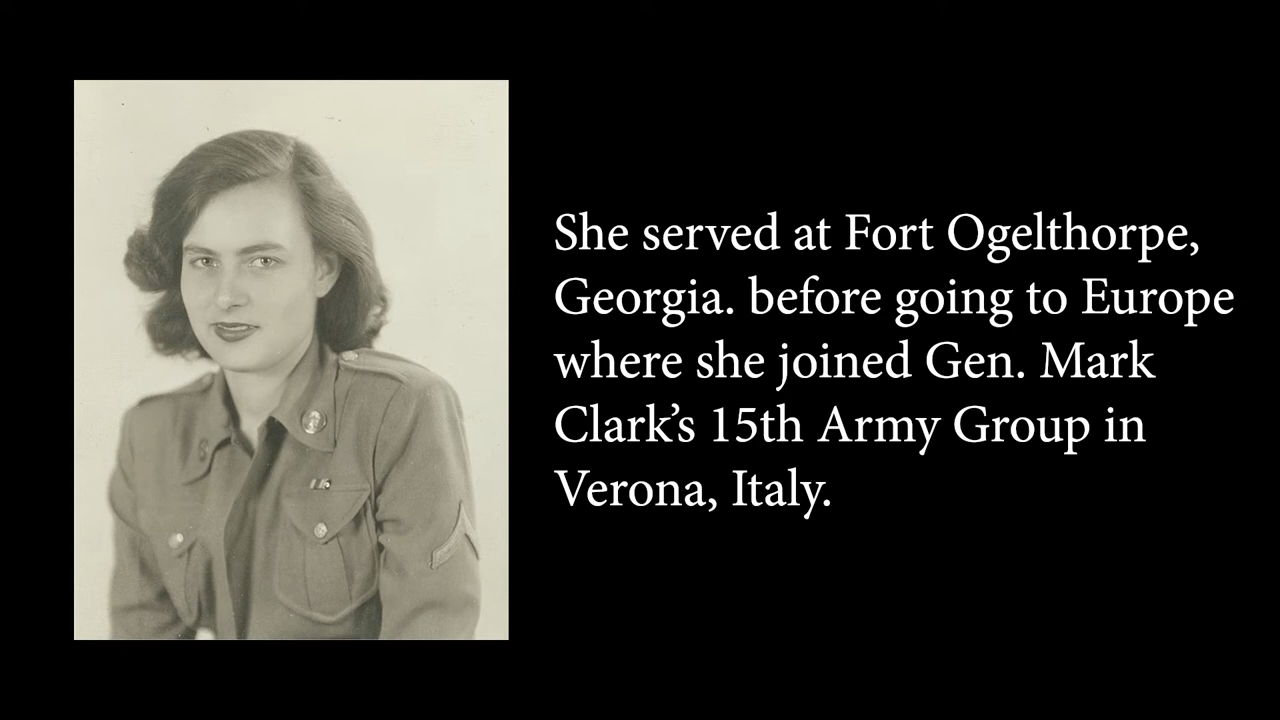 She served at Fort Ogelthorpe,
Georgia. before going to Europe
where she joined Gen. Mark
Clark’s 15th Army Group in
Verona, Italy.